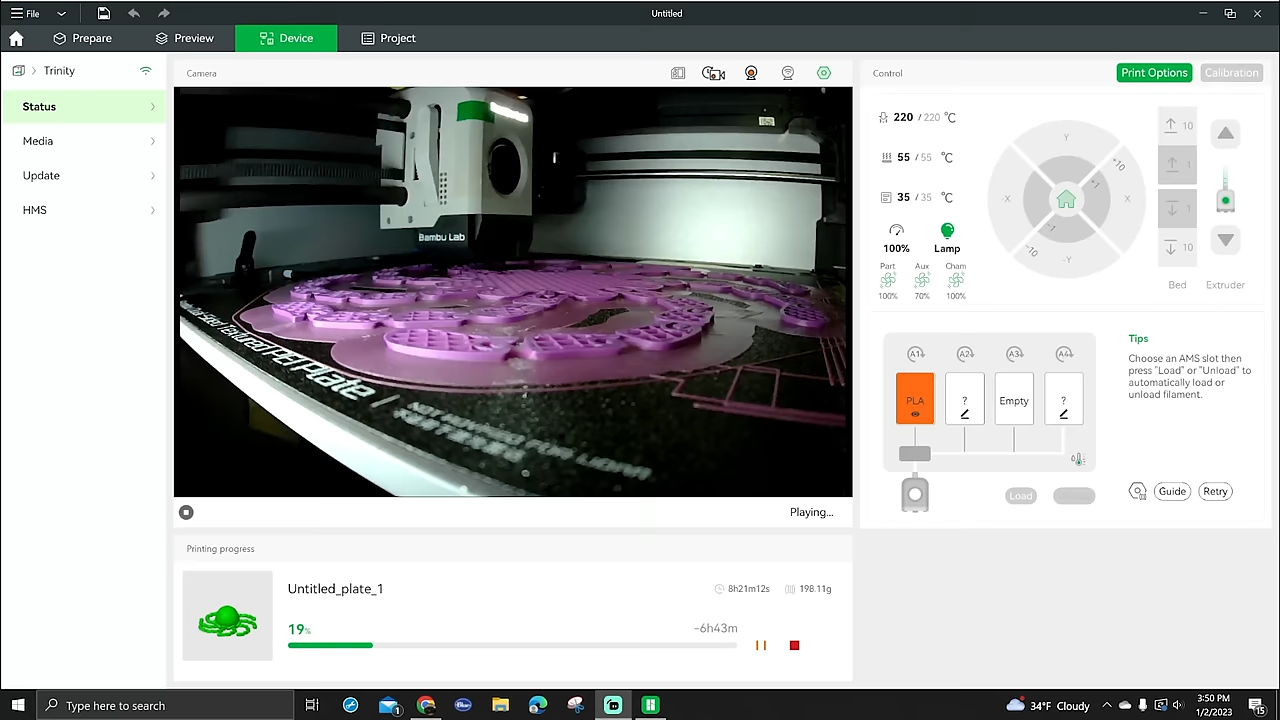 File
Untitled
Prepare
Preview
Device
Project
Trinity
Status
Media
Update
HMS
Camera
Bambu Lab
Textured PEI Plate
Playing...
Printing progress
Untitled_plate_1
8h21m12s
198.11g
19%
-6h43m
Control
Print Options
Calibration
220 / 220 ℃
55 / 55 ℃
35 / 35 ℃
100%
Lamp
Part
Aux
Cham
100%
70%
100%
Y
+10
+1
-X
X
-1
-10
-Y
10
1
1
10
Bed
Extruder
A1
A2
A3
A4
PLA
?
Empty
?
Load
Tips
Choose an AMS slot then
press "Load" or "Unload" to
automatically load or
unload filament.
Guide
Retry
Type here to search
1
34°F Cloudy
3:50 PM
1/2/2023
15